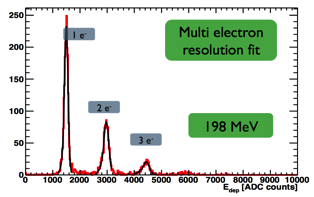 250
200
150
100
50
0
1 e-
2 e-
3 e-
Multi electron
resolution fit
198 MeV
0 1000 2000 3000 4000 5000 6000 7000 8000 9000 10000
Edep [ADC counts]